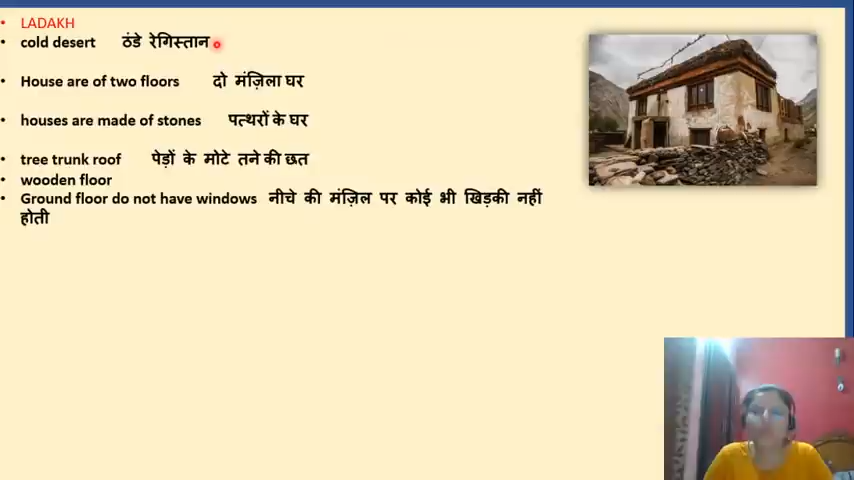 LADAKH
cold desert ठंडे रेगिस्तान
House are of two floors दो मंज़िला घर
houses are made of stones पत्थरों के घर
tree trunk roof पेड़ों के मोटे तने की छत
wooden floor
Ground floor do not have windows नीचे की मंज़िल पर कोई भी खिड़की नहीं
होती